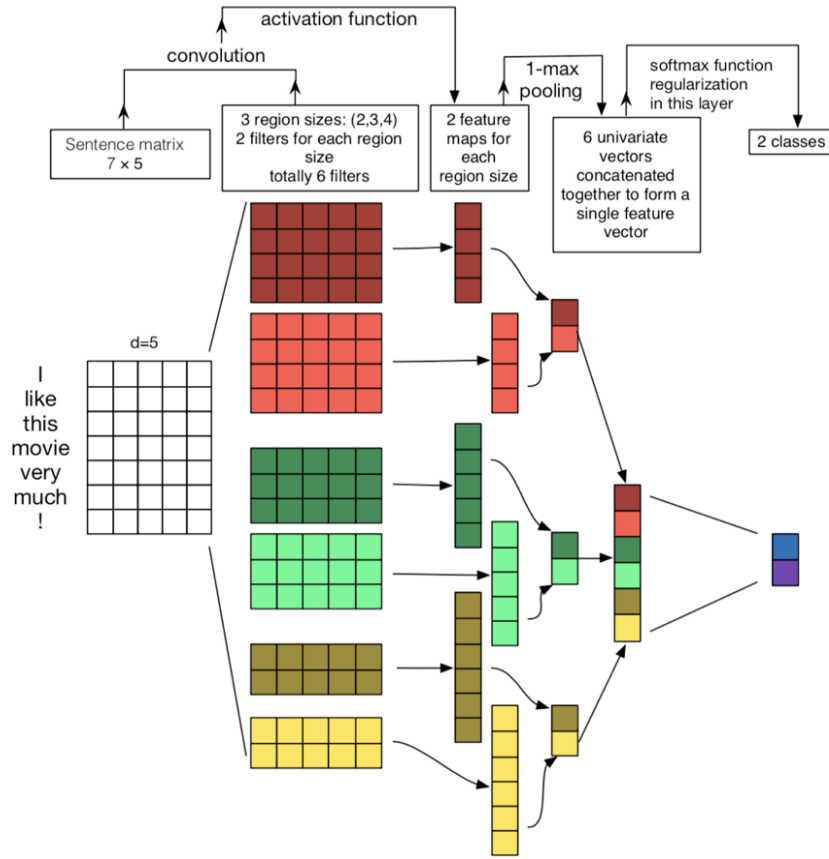 activation function
convolution
1-max
pooling
softmax function
regularization
in this layer
Sentence matrix
7 × 5
3 region sizes: (2,3,4)
2 filters for each region
size
totally 6 filters
2 feature
maps for
each
region size
6 univariate
vectors
concatenated
together to form a
single feature
vector
2 classes
d=5
I
like
this
movie
very
much
!